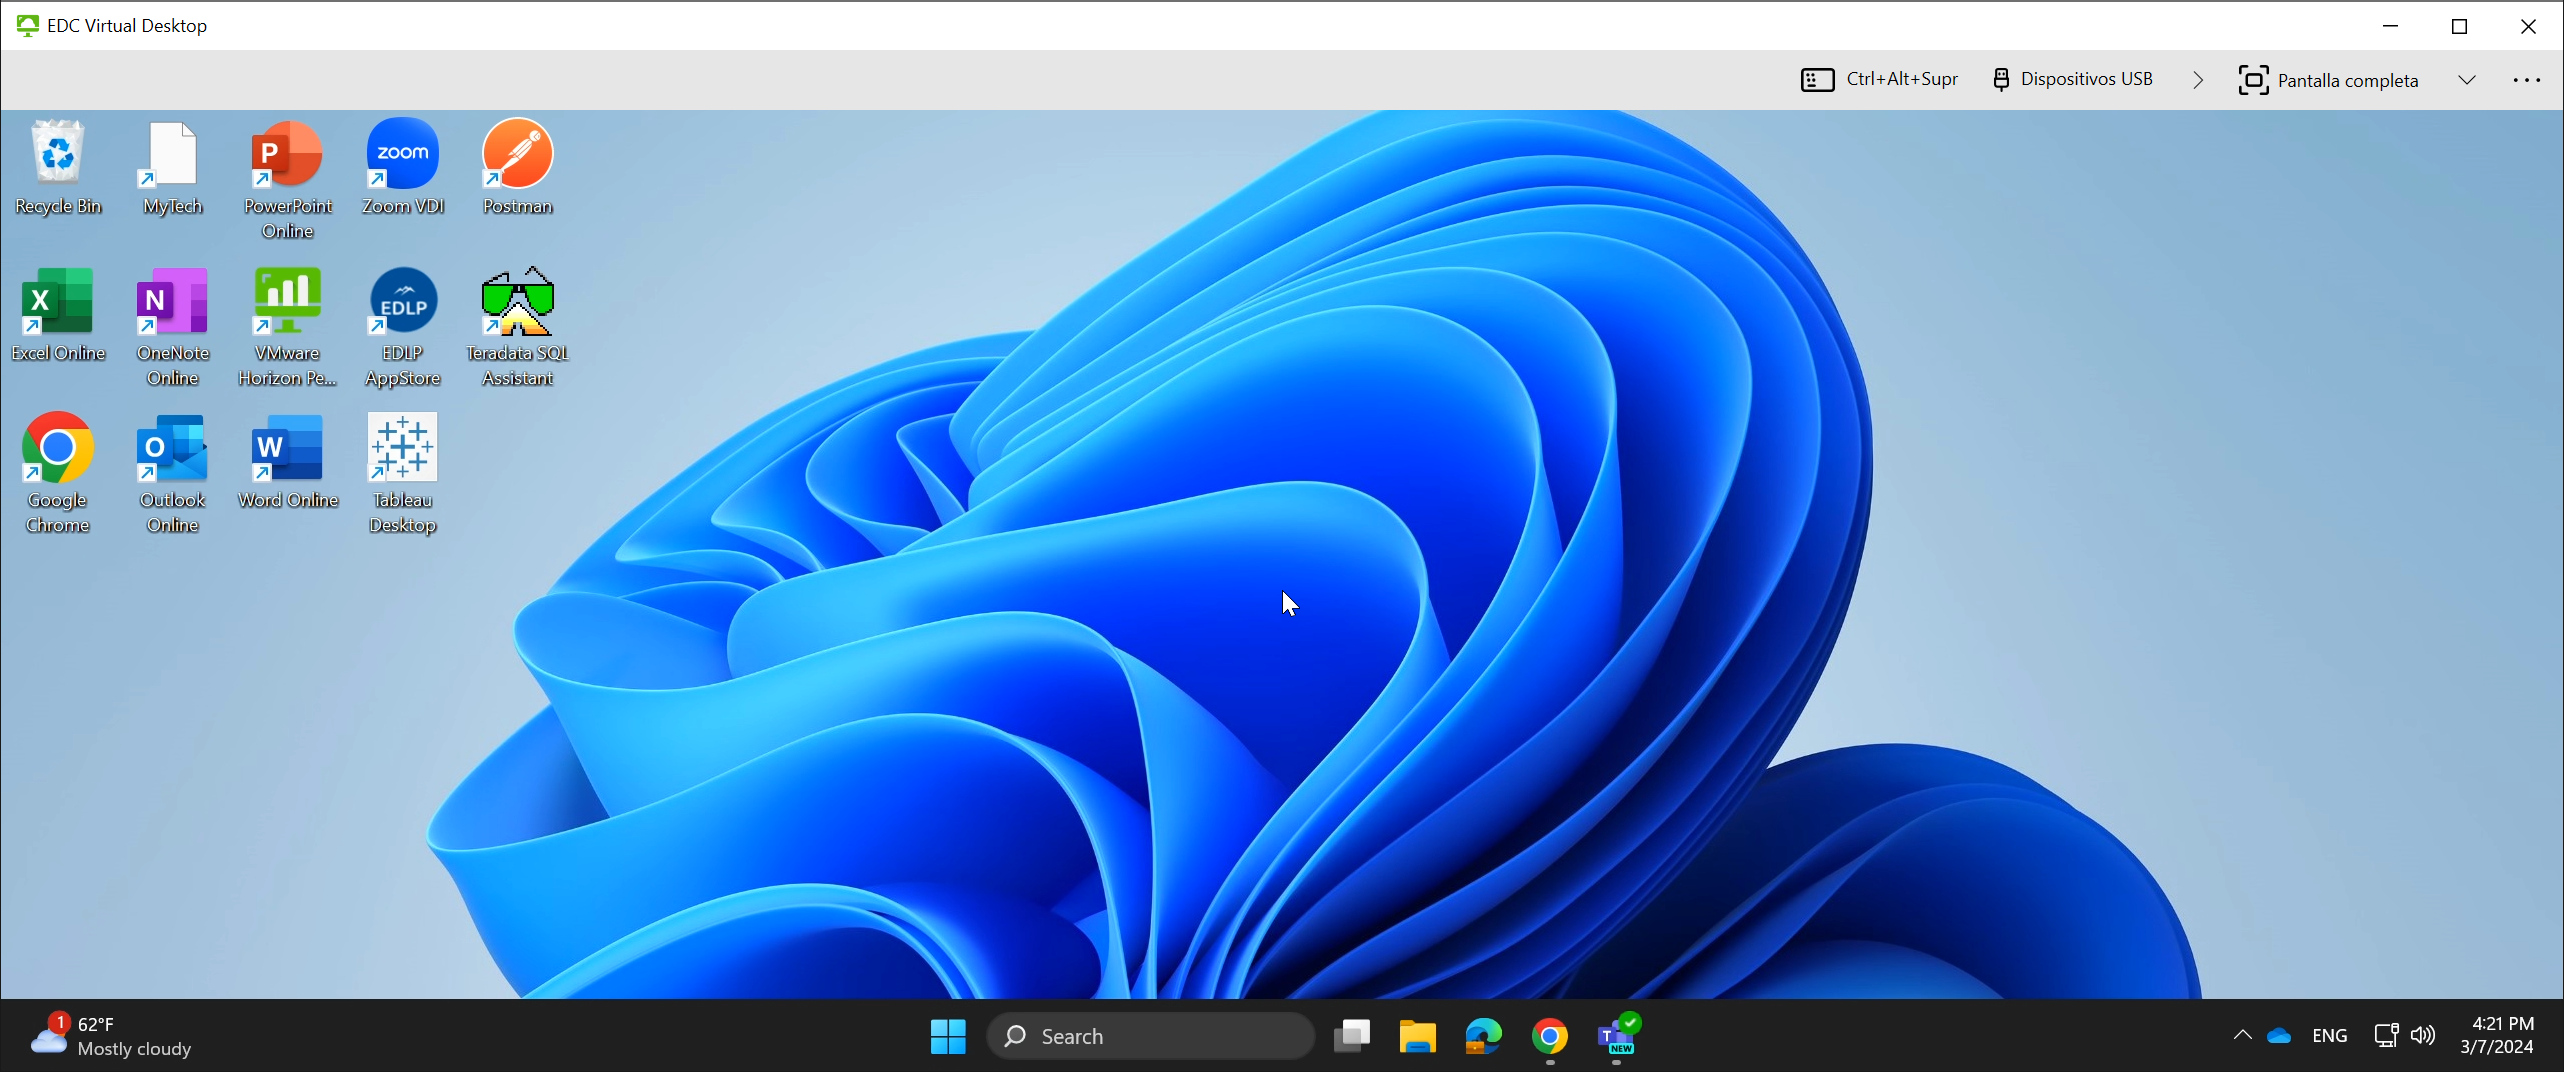 EDC Virtual Desktop
Ctrl+Alt+Supr
Dispositivos USB
Pantalla completa
Recycle Bin
MyTech
P
PowerPoint
Online
zoom
Zoom VDI
Postman
X
Excel Online
N
OneNote
Online
VMware
Horizon Pe...
EDLP
EDLP
AppStore
Teradata SQL
Assistant
Google
Chrome
O
Outlook
Online
W
Word Online
Tableau
Desktop
1
62°F
Mostly cloudy
Search
T
NEW
ENG
4:21 PM
3/7/2024